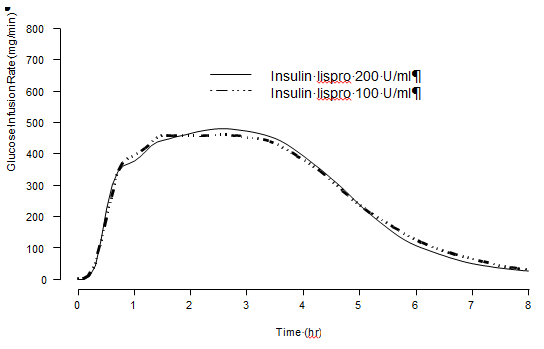 ¶
Glucose Infusion Rate (mg/min)
800
700
600
500
400
300
200
100
0
Insulin·lispro·200·U/ml¶
Insulin·lispro·100·U/ml¶
0 1 2 3 4 5 6 7 8
Time·(hr)